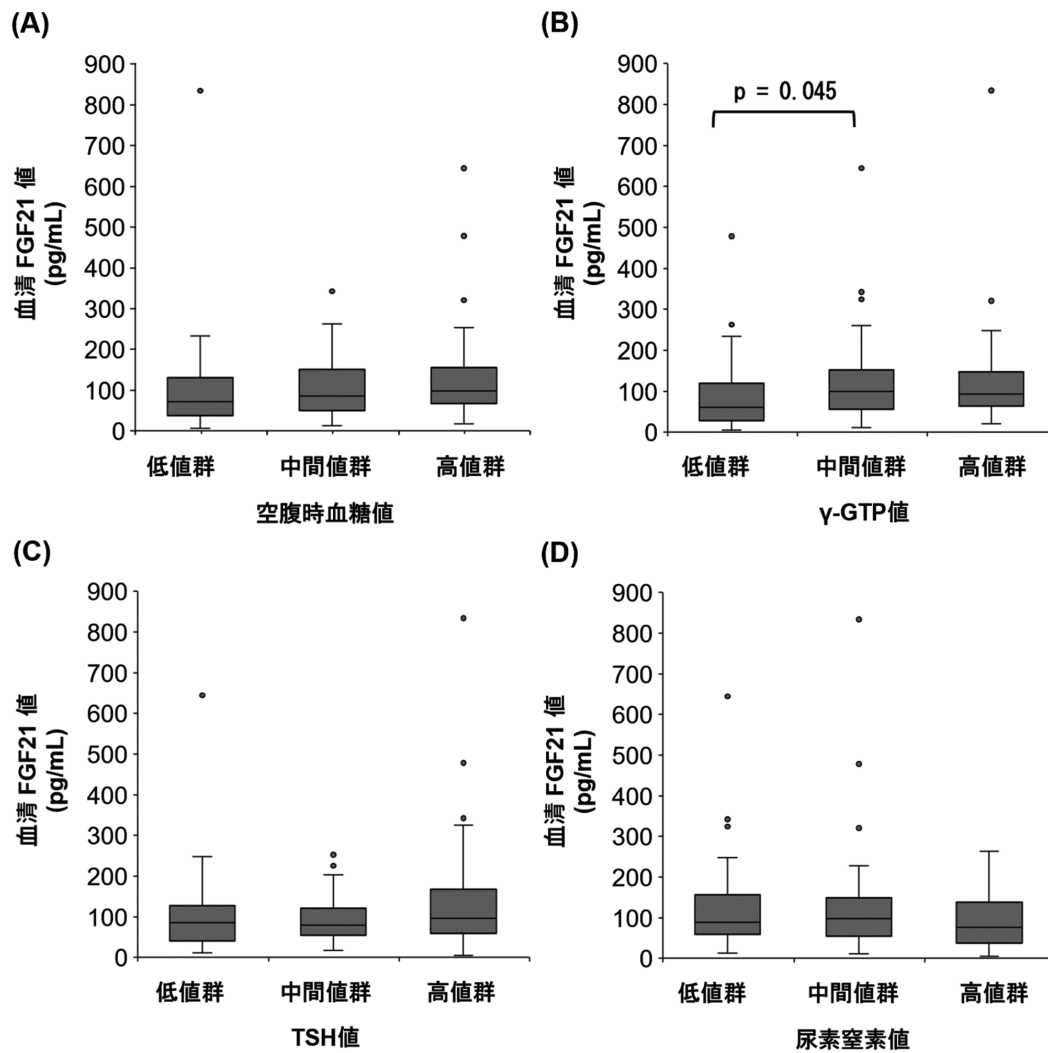 (A)
900
800
700
600
500
400
300
200
100
0
血清 FGF21 値
(pg/mL)
低値群 中間値群 高値群
空腹時血糖値
(B)
900
800
700
600
500
400
300
200
100
0
血清 FGF21 値
(pg/mL)
p = 0.045
低値群 中間値群 高値群
γ-GTP値
(C)
900
800
700
600
500
400
300
200
100
0
血清 FGF21 値
(pg/mL)
低値群 中間値群 高値群
TSH値
(D)
900
800
700
600
500
400
300
200
100
0
血清 FGF21 値
(pg/mL)
低値群 中間値群 高値群
尿素窒素値